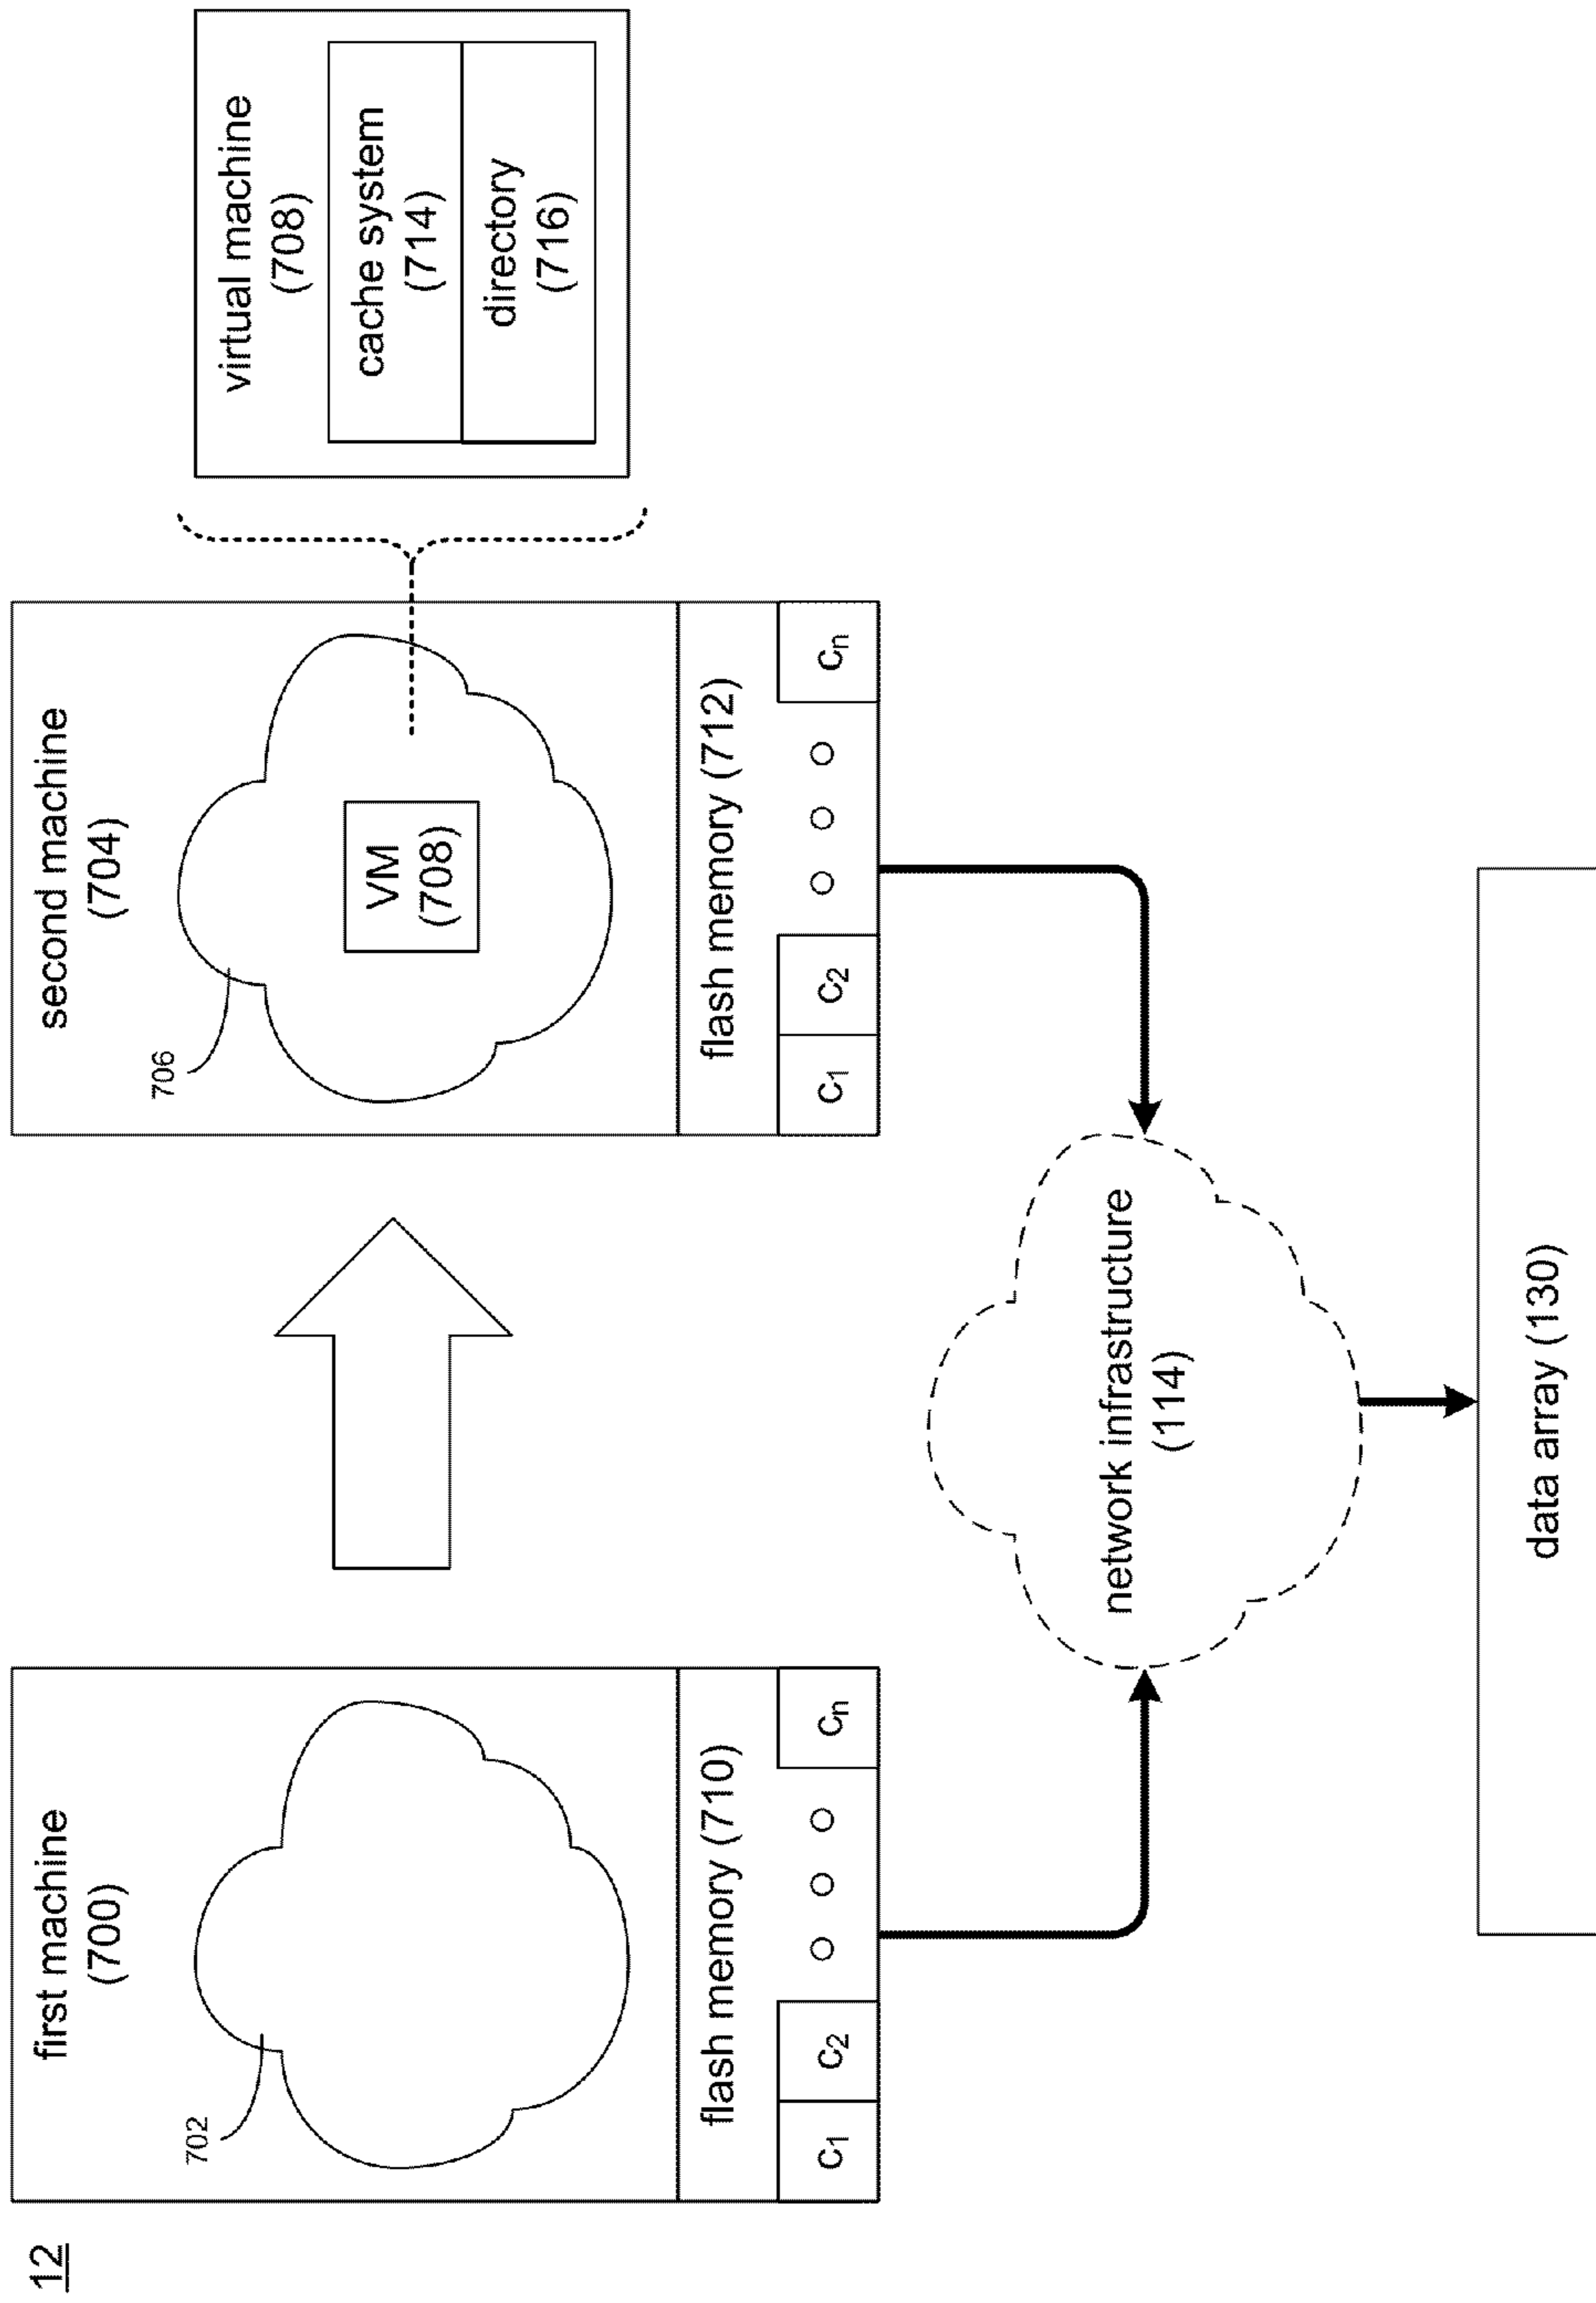 12
first machine
(700)
702
flash memory (710)
c1
c2
cn
second machine
(704)
706
VM
(708)
flash memory (712)
c1
c2
cn
virtual machine
(708)
cache system
(714)
directory
(716)
network infrastructure
(114)
data array (130)